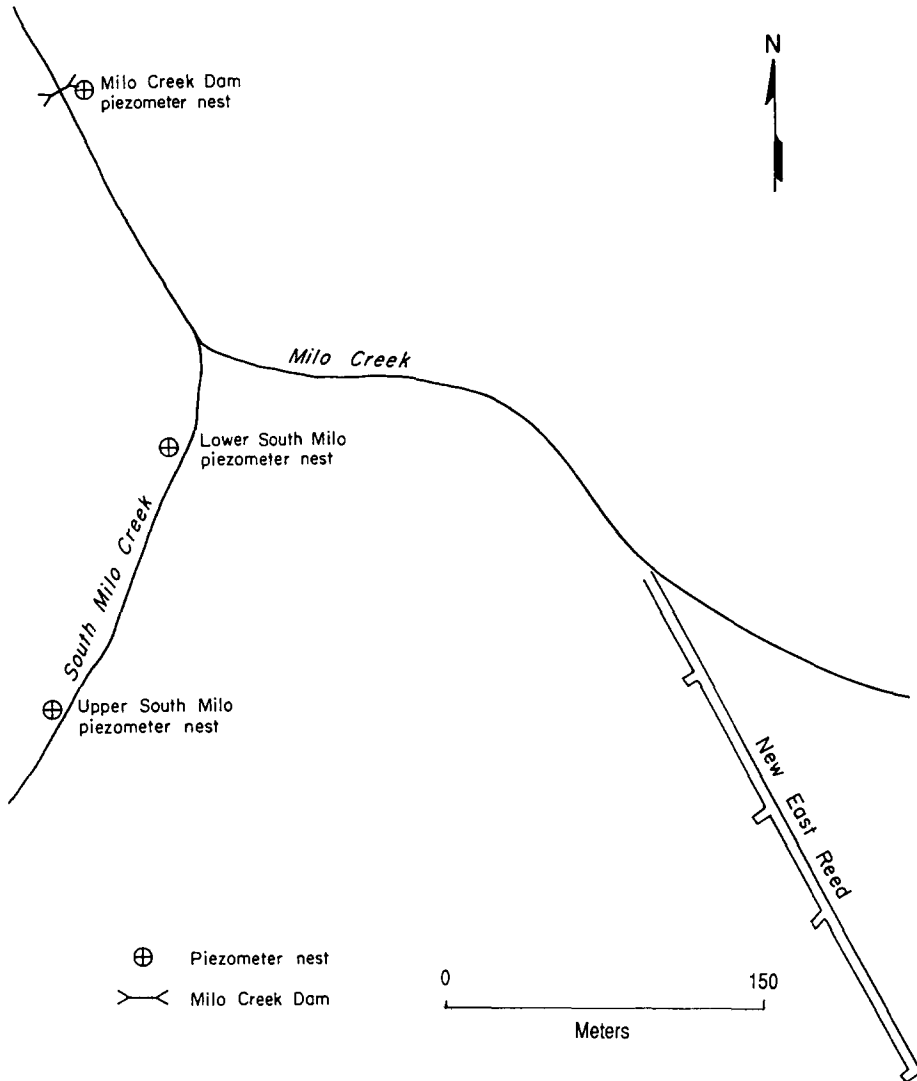 N
Milo Creek Dam
piezometer nest
Milo Creek
Lower South Milo
piezometer nest
South Milo Creek
Upper South Milo
piezometer nest
New East Reed
Piezometer nest
Milo Creek Dam
0 150
Meters